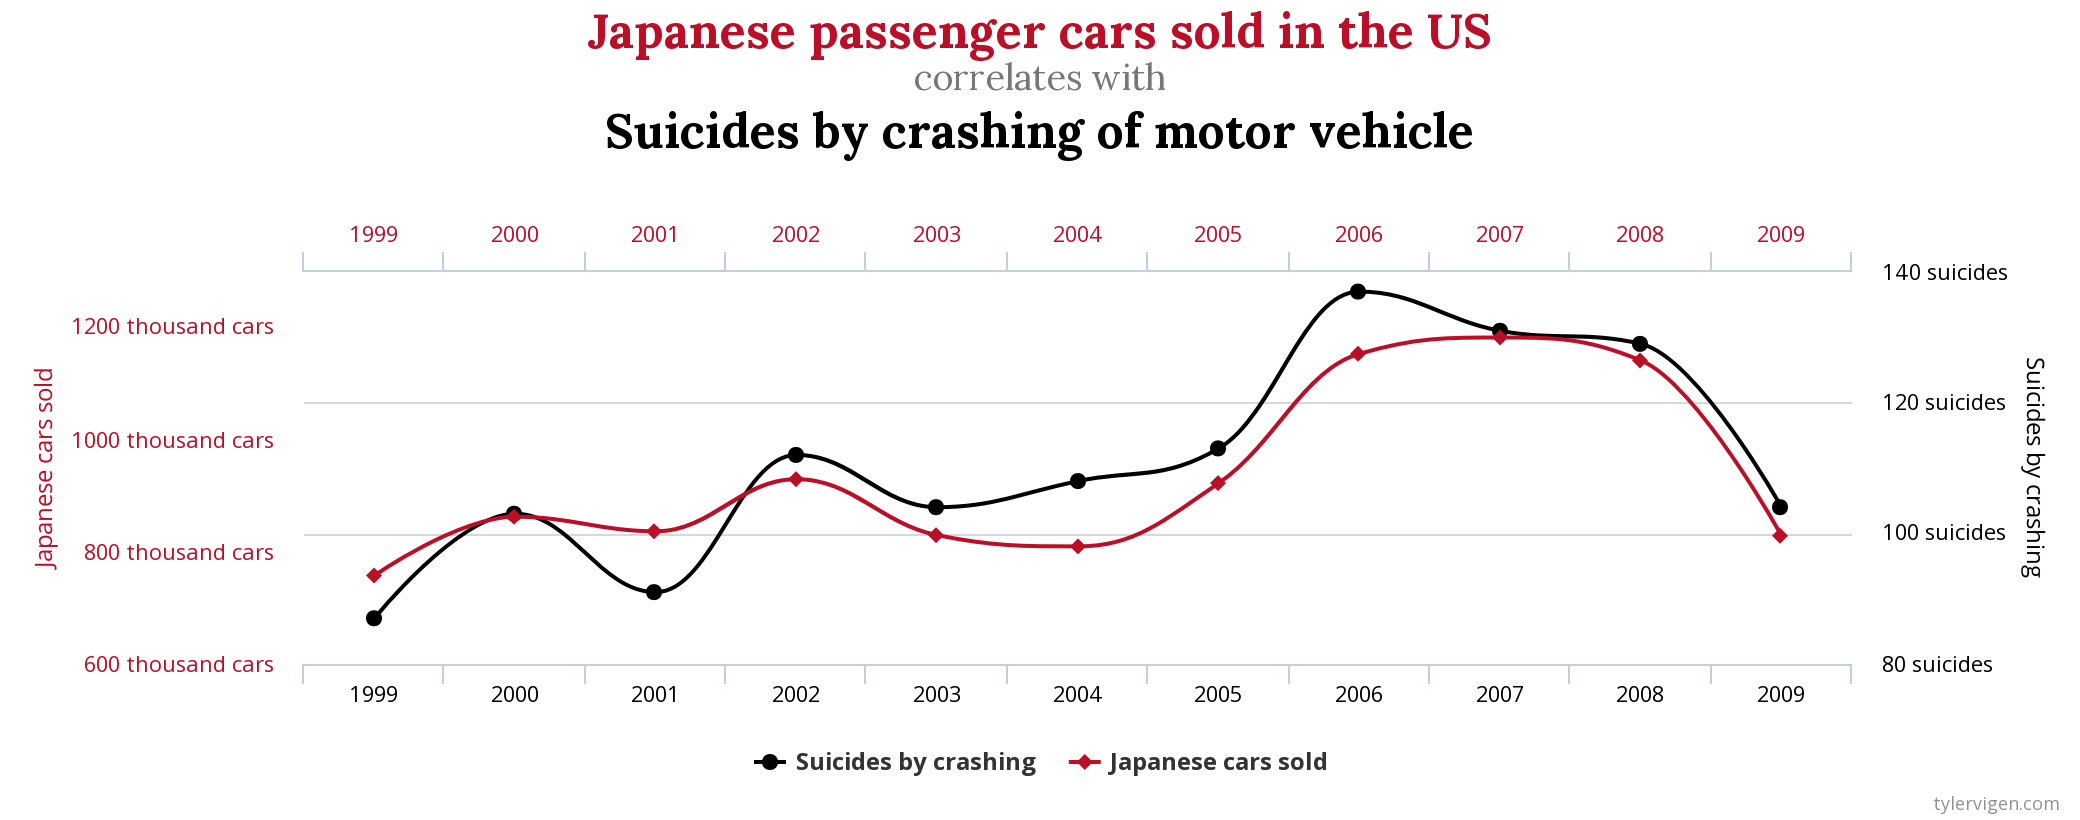 Japanese passenger cars sold in the US
correlates with
Suicides by crashing of motor vehicle
1999 2000 2001 2002 2003 2004 2005 2006 2007 2008 2009
Japanese cars sold
1200 thousand cars
1000 thousand cars
800 thousand cars
600 thousand cars
140 suicides
120 suicides
100 suicides
80 suicides
Suicides by crashing
1999 2000 2001 2002 2003 2004 2005 2006 2007 2008 2009
Suicides by crashing Japanese cars sold
tylervigen.com